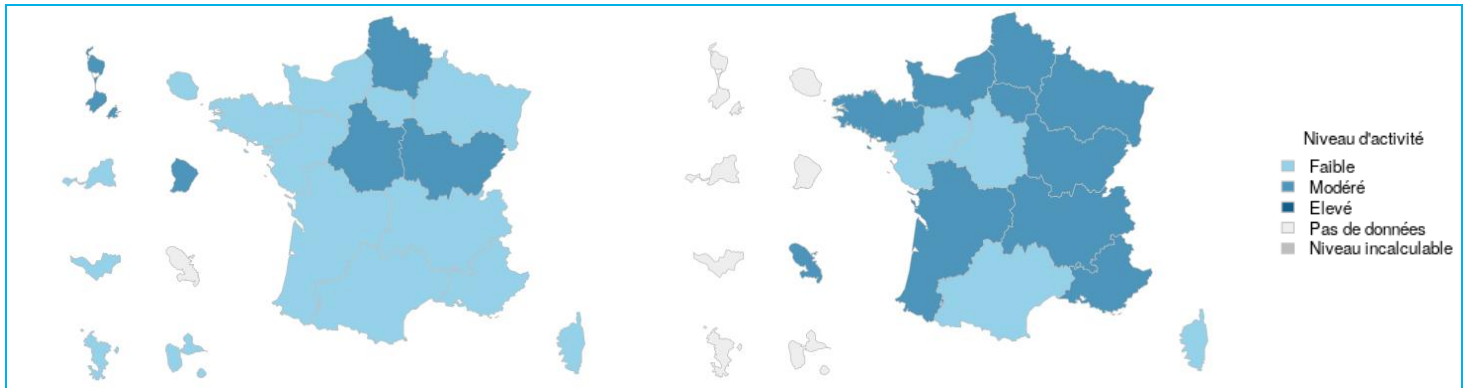 Niveau d'activité
Faible
Modéré
Elevé
Pas de données
Niveau incalculable